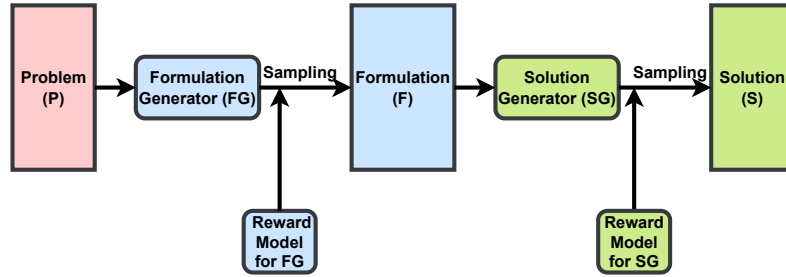 Problem
(P)
Formulation
Generator (FG)
Sampling
Formulation
(F)
Solution
Generator (SG)
Sampling
Solution
(S)
Reward
Model
for FG
Reward
Model
for SG